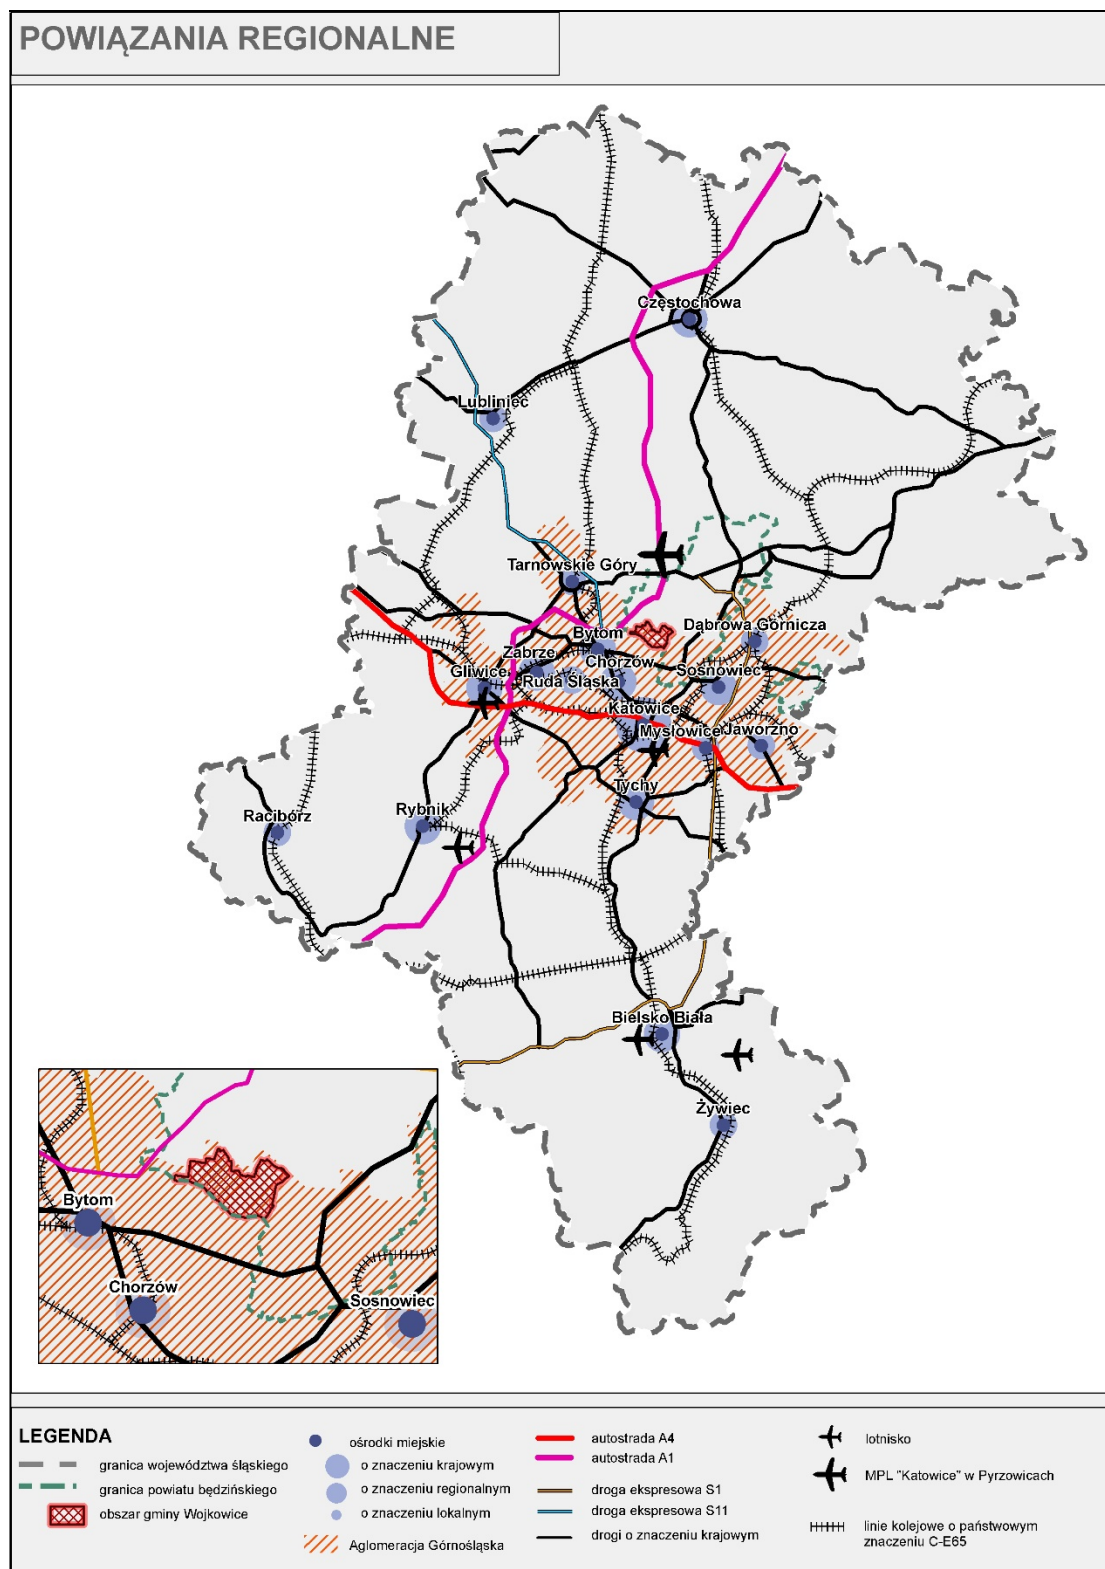 POWIĄZANIA REGIONALNE
Częstochowa
Lubliniec
Tarnowskie Góry
Dąbrowa Górnicza
Bytom
Zabrze
Chorzów
Gliwice
Ruda Śląska
Sosnowiec
Katowice
Mysłowice
Jaworzno
Tychy
Racibórz
Rybnik
Bielsko Biała
Żywiec
Bytom
Chorzów
Sosnowiec
LEGENDA
granica województwa śląskiego
granica powiatu będzińskiego
obszar gminy Wojkowice
ośrodki miejskie
o znaczeniu krajowym
o znaczeniu regionalnym
o znaczeniu lokalnym
Aglomeracja Górnośląska
autostrada A4
autostrada A1
droga ekspresowa S1
droga ekspresowa S11
drogi o znaczeniu krajowym
lotnisko
MPL "Katowice" w Pyrzowicach
linie kolejowe o państwowym
znaczeniu C-E65